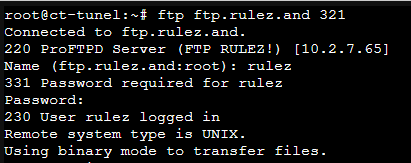 root@ct-tunel:~# ftp ftp.rulez.and 321
Connected to ftp.rulez.and.
220 ProFTPD Server (FTP RULEZ!) [10.2.7.65]
Name (ftp.rulez.and:root): rulez
331 Password required for rulez
Password:
230 User rulez logged in
Remote system type is UNIX.
Using binary mode to transfer files.